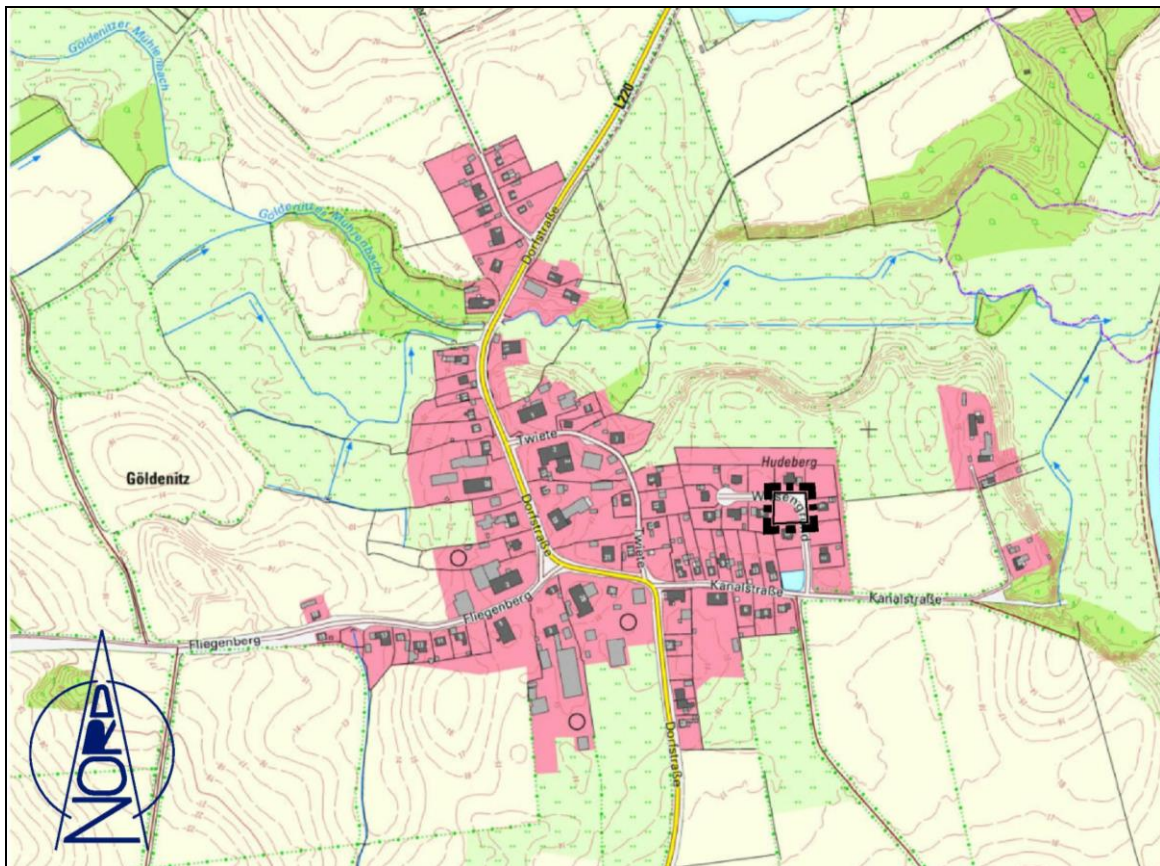 Göldenitzer Mühlenbach
L220
Göldenitzer Mühlenbach
Dorfstraße
Twiete
Hudeberg
Göldenitz
Dorfstraße
Twiete
Kanalstraße
Kanalstraße
Fliegenberg
Fliegenberg
Dorfstraße
NORD